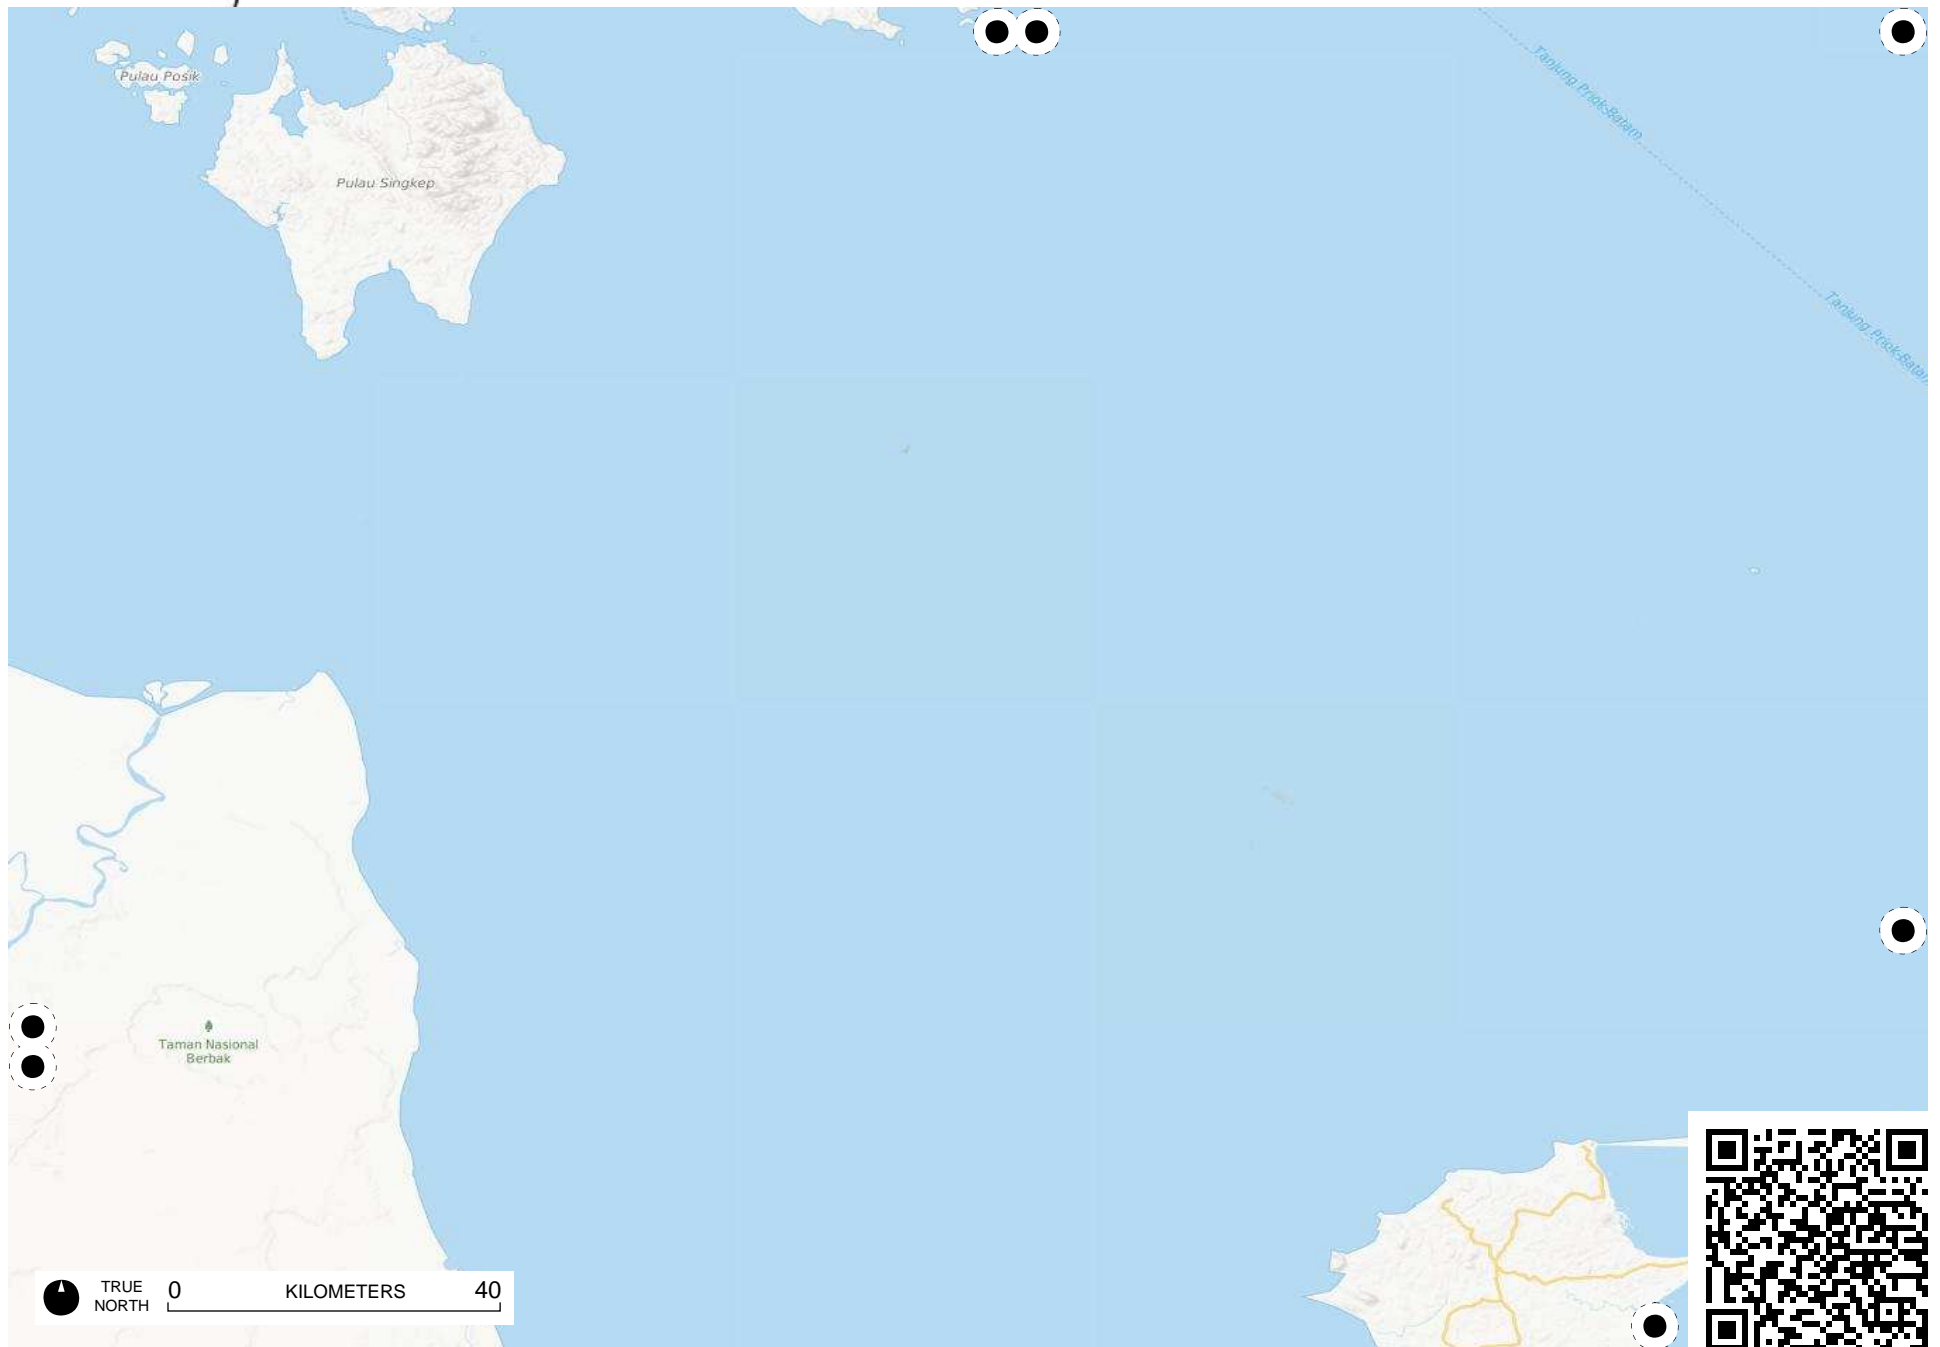 Pulau Posik
Tanjung Priok-Batam
Pulau Singkep
Tanjung Priok-Batam
Taman Nasional
Berbak
TRUE
NORTH
0 KILOMETERS 40